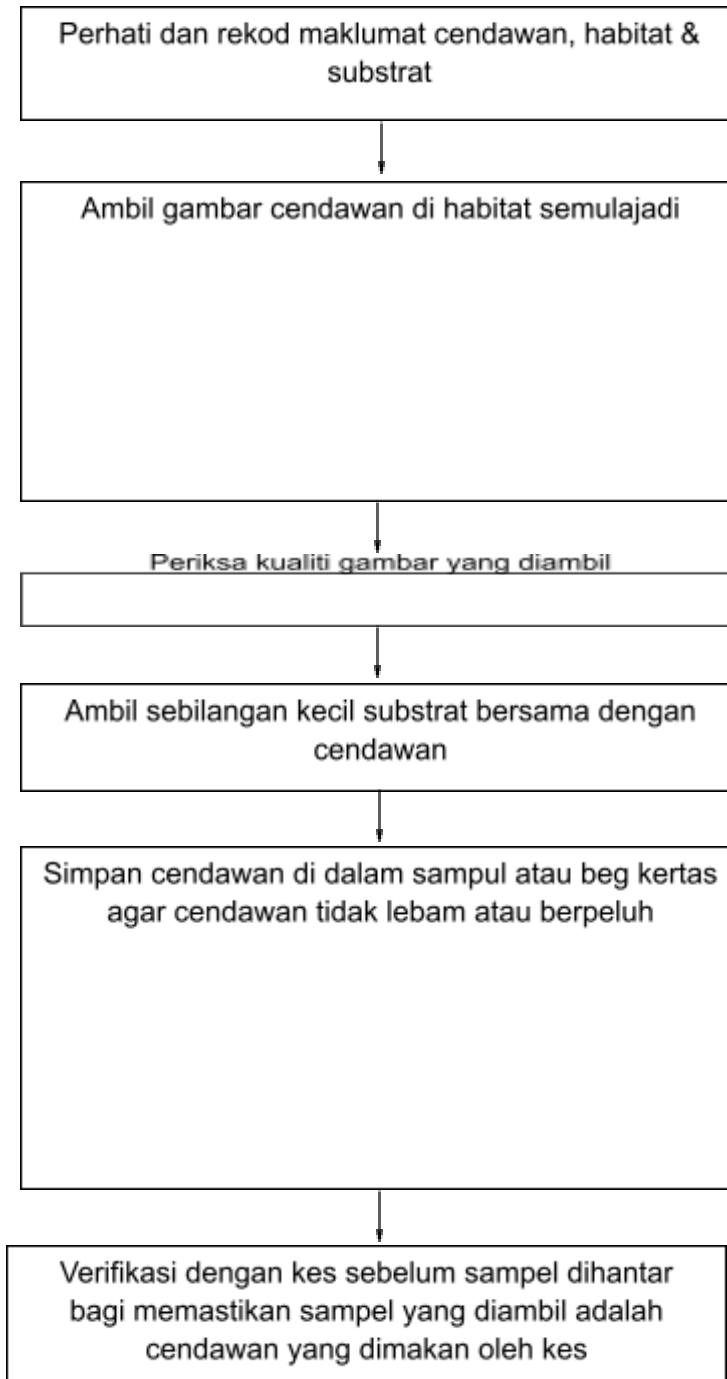 Perhati dan rekod maklumat cendawan, habitat &
substrat
Ambil gambar cendawan di habitat semulajadi
Periksa kualiti gambar yang diambil
Ambil sebilangan kecil substrat bersama dengan
cendawan
Simpan cendawan di dalam sampul atau beg kertas
agar cendawan tidak lebam atau berpeluh
Verifikasi dengan kes sebelum sampel dihantar
bagi memastikan sampel yang diambil adalah
cendawan yang dimakan oleh kes